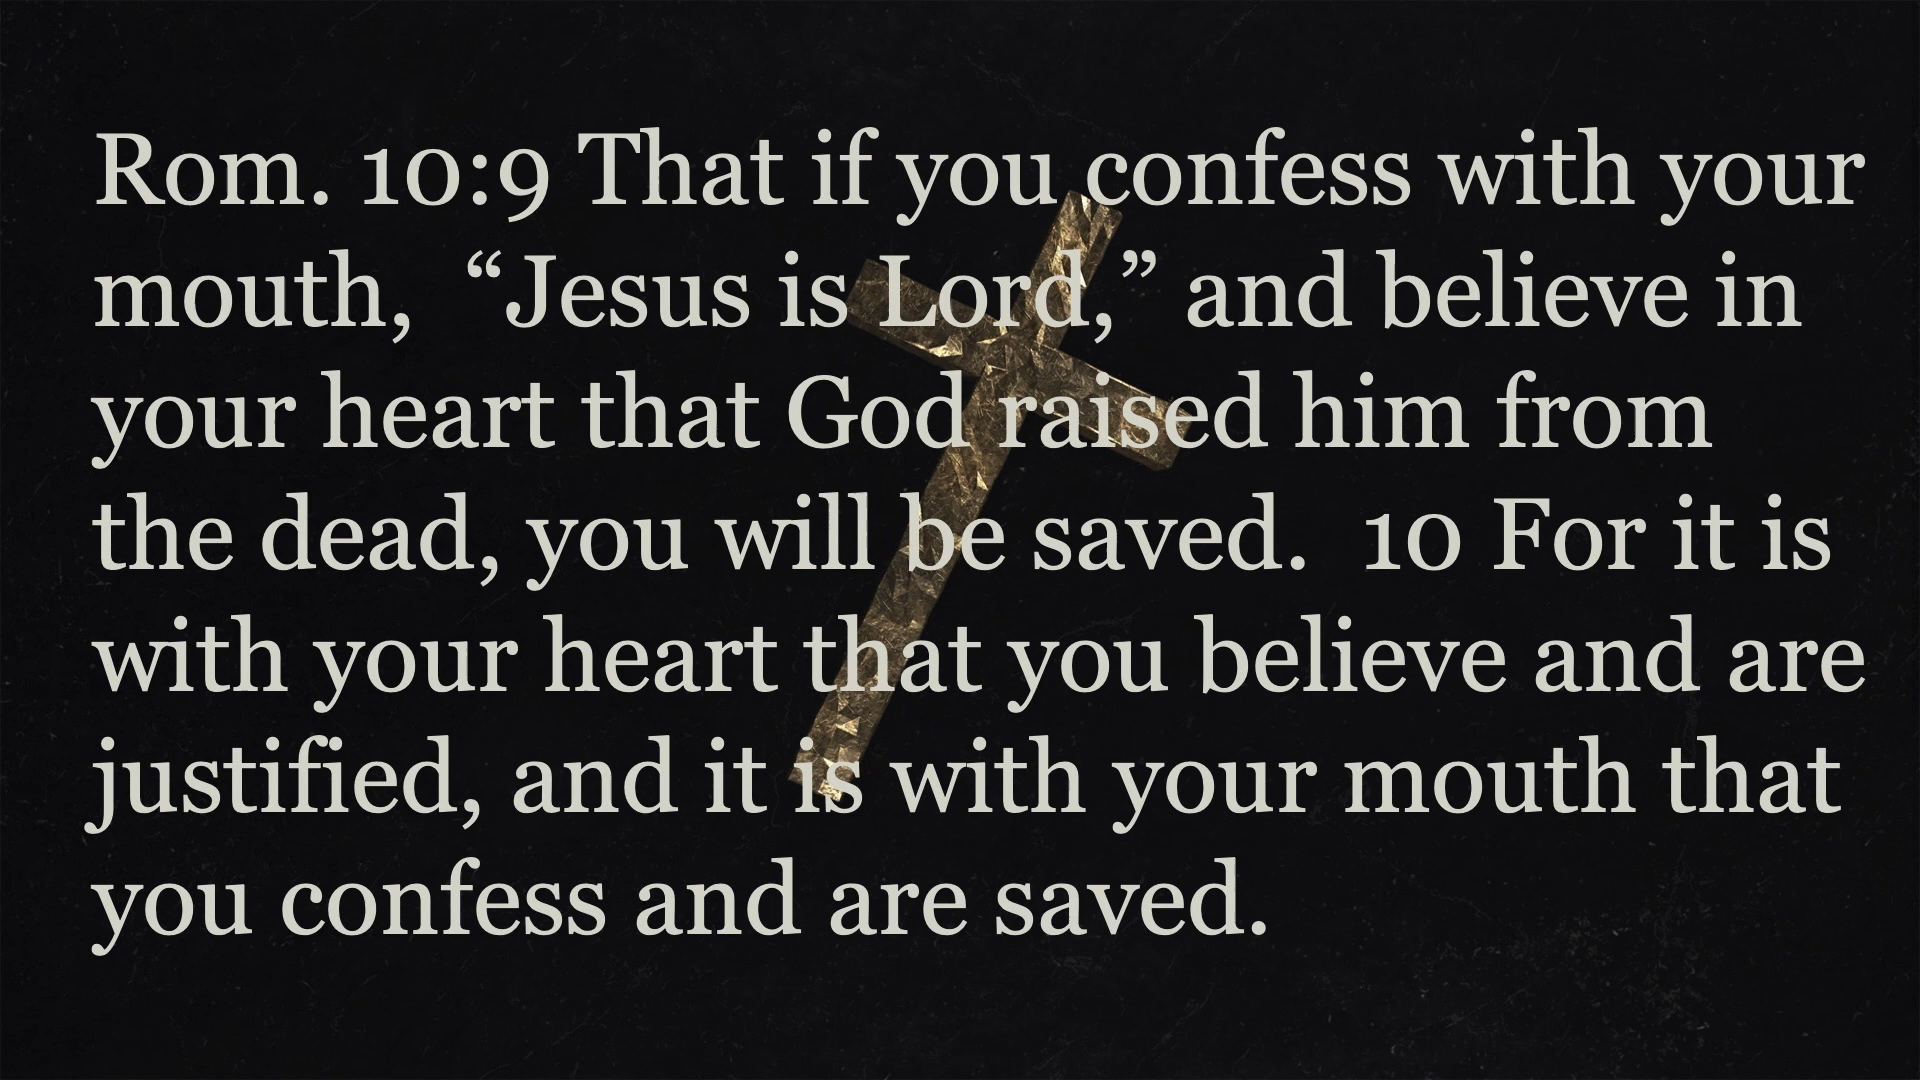 Rom. 10:9 That if you confess with your
mouth,  “Jesus is Lord,” and believe in
your heart that God raised him from
the dead, you will be saved.  10 For it is
with your heart that you believe and are
justified, and it is with your mouth that
you confess and are saved.